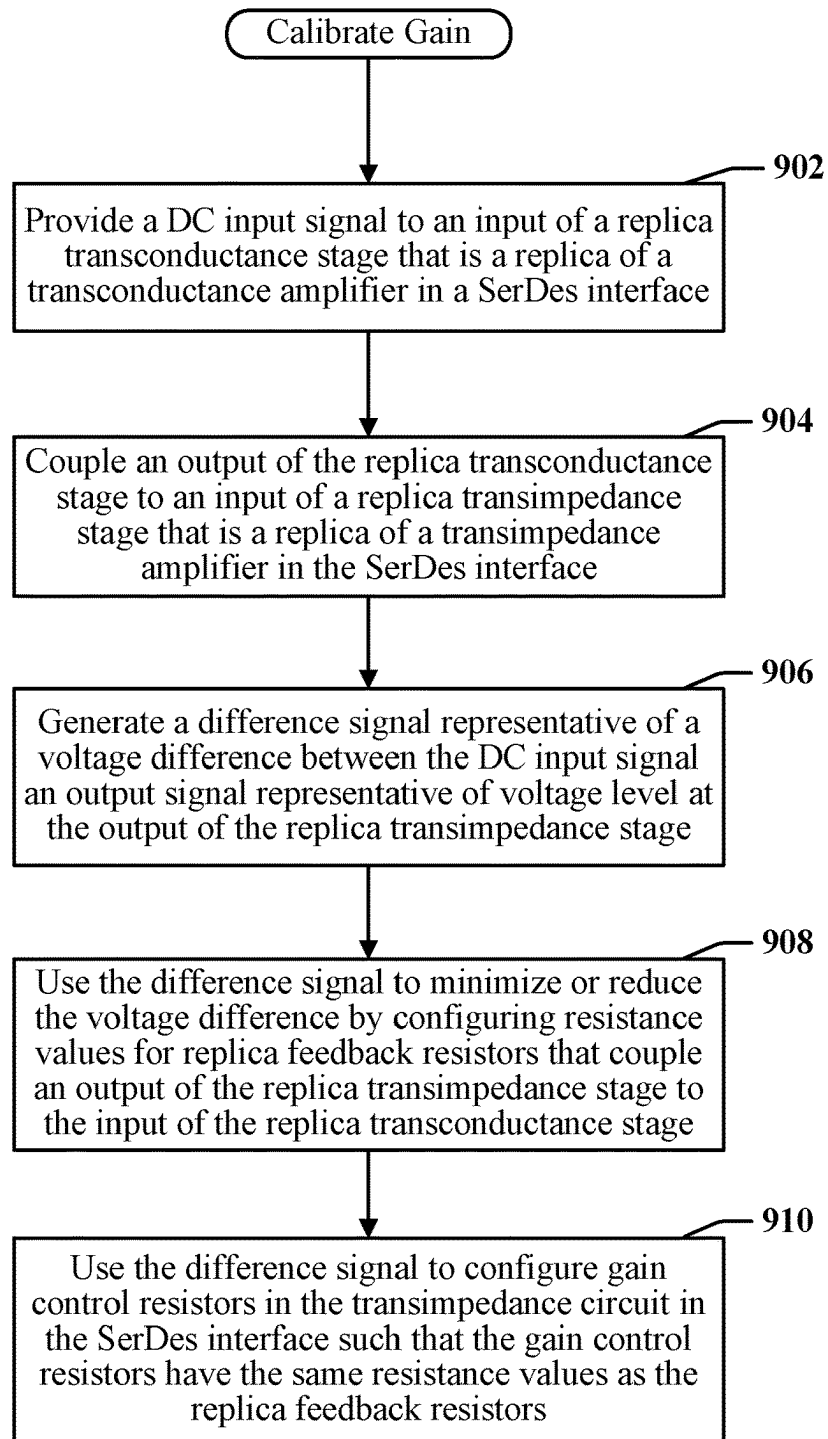 Calibrate Gain
902
Provide a DC input signal to an input of a replica
transconductance stage that is a replica of a
transconductance amplifier in a SerDes interface
904
Couple an output of the replica transconductance
stage to an input of a replica transimpedance
stage that is a replica of a transimpedance
amplifier in the SerDes interface
906
Generate a difference signal representative of a
voltage difference between the DC input signal
an output signal representative of voltage level at
the output of the replica transimpedance stage
908
Use the difference signal to minimize or reduce
the voltage difference by configuring resistance
values for replica feedback resistors that couple
an output of the replica transimpedance stage to
the input of the replica transconductance stage
910
Use the difference signal to configure gain
control resistors in the transimpedance circuit in
the SerDes interface such that the gain control
resistors have the same resistance values as the
replica feedback resistors